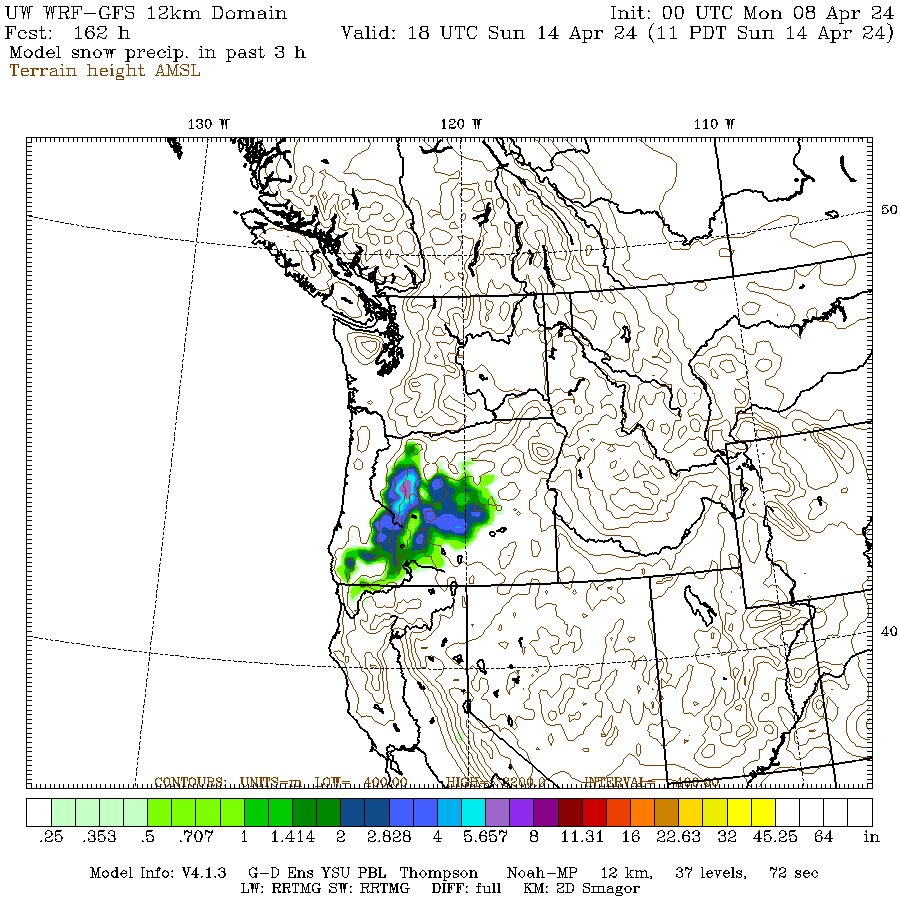 UW WRF-GFS 12km Domain Init: 00 UTC Mon 08 Apr 24
Fcst: 162 h Valid: 18 UTC Sun 14 Apr 24 (11 PDT Sun 14 Apr 24)
Model snow precip. in past 3 h
Terrain height AMSL
130 W 120 W 110 W
50
40
CONTOURS: UNITS=m LOW= 400.00 HIGH= 3200.0 INTERVAL= 400.00
.25 .353 .5 .707 1 1.414 2 2.828 4 5.657 8 11.31 16 22.63 32 45.25 64 in
Model Info: V4.1.3 G-D Ens YSU PBL Thompson Noah-MP 12 km, 37 levels, 72 sec
LW: RRTMG SW: RRTMG DIFF: full KM: 2D Smagor